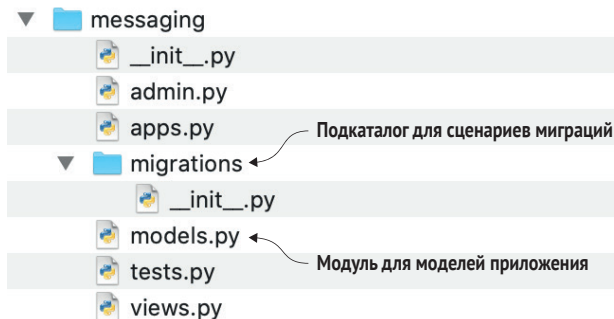 messaging
__init__.py
admin.py
apps.py
Подкаталог для сценариев миграций
migrations
__init__.py
models.py
Модуль для моделей приложения
tests.py
views.py